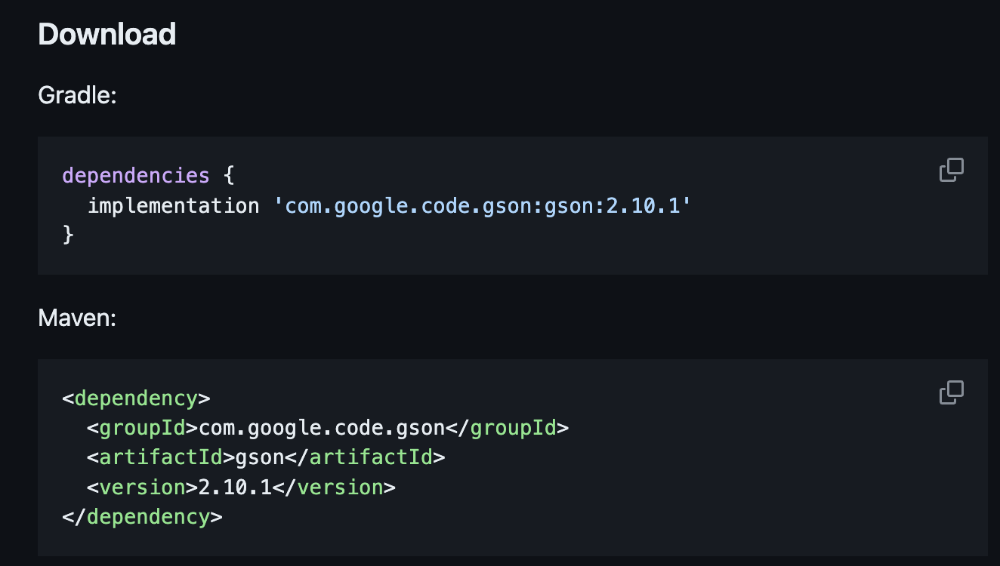 Download
Gradle:
dependencies {
  implementation 'com.google.code.gson:gson:2.10.1'
}
Maven:
<dependency>
  <groupId>com.google.code.gson</groupId>
  <artifactId>gson</artifactId>
  <version>2.10.1</version>
</dependency>